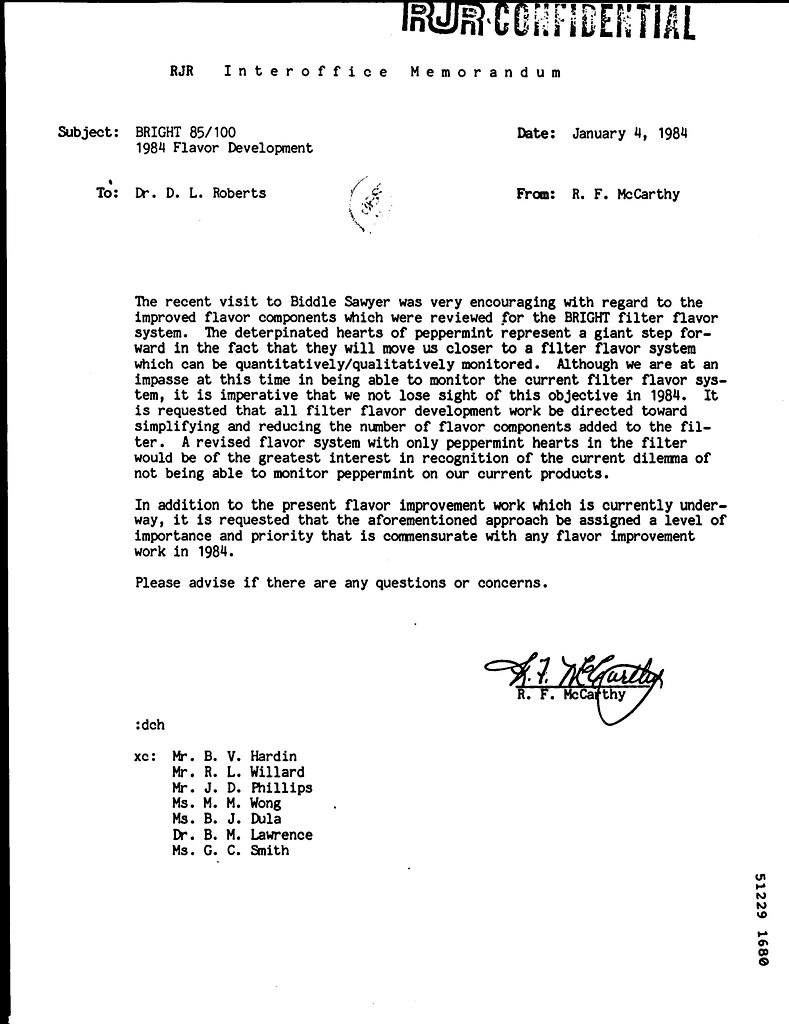 RJR CONFIDENTIAL
RJR Interoffice Memorandum
Subject: BRIGHT 85/100
1984 Flavor Development
Date: January 4, 1984
To: Dr. D. L. Roberts
From: R. F. McCarthy
The recent visit to Biddle Sawyer was very encouraging with regard to the
improved flavor components which were reviewed for the BRIGHT filter flavor
system. The deterpinated hearts of peppermint represent a giant step for-
ward in the fact that they will move us closer to a filter flavor system
which can be quantitatively/qualitatively monitored. Although we are at an
impasse at this time in being able to monitor the current filter flavor sys-
tem, it is imperative that we not lose sight of this objective in 1984. It
is requested that all filter flavor development work be directed toward
simplifying and reducing the number of flavor components added to the fil-
ter. A revised flavor system with only peppermint hearts in the filter
would be of the greatest interest in recognition of the current dilemma of
not being able to monitor peppermint on our current products.
In addition to the present flavor improvement work which is currently under-
way, it is requested that the aforementioned approach be assigned a level of
importance and priority that is commensurate with any flavor improvement
work in 1984.
Please advise if there are any questions or concerns.
R. F. McCarthy
R. F. McCarthy
:dch
xc: Mr. B. V. Hardin
Mr. R. L. Willard
Mr. J. D. Phillips
Ms. M. M. Wong
Ms. B. J. Dula
Dr. B. M. Lawrence
Ms. G. C. Smith
51229 1680